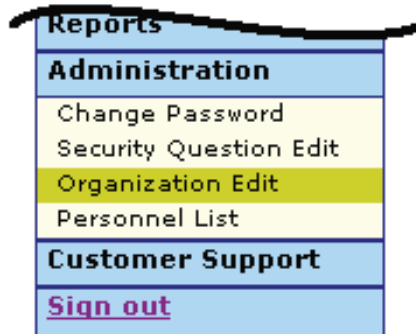 Reports
Administration
Change Password
Security Question Edit
Organization Edit
Personnel List
Customer Support
Sign out